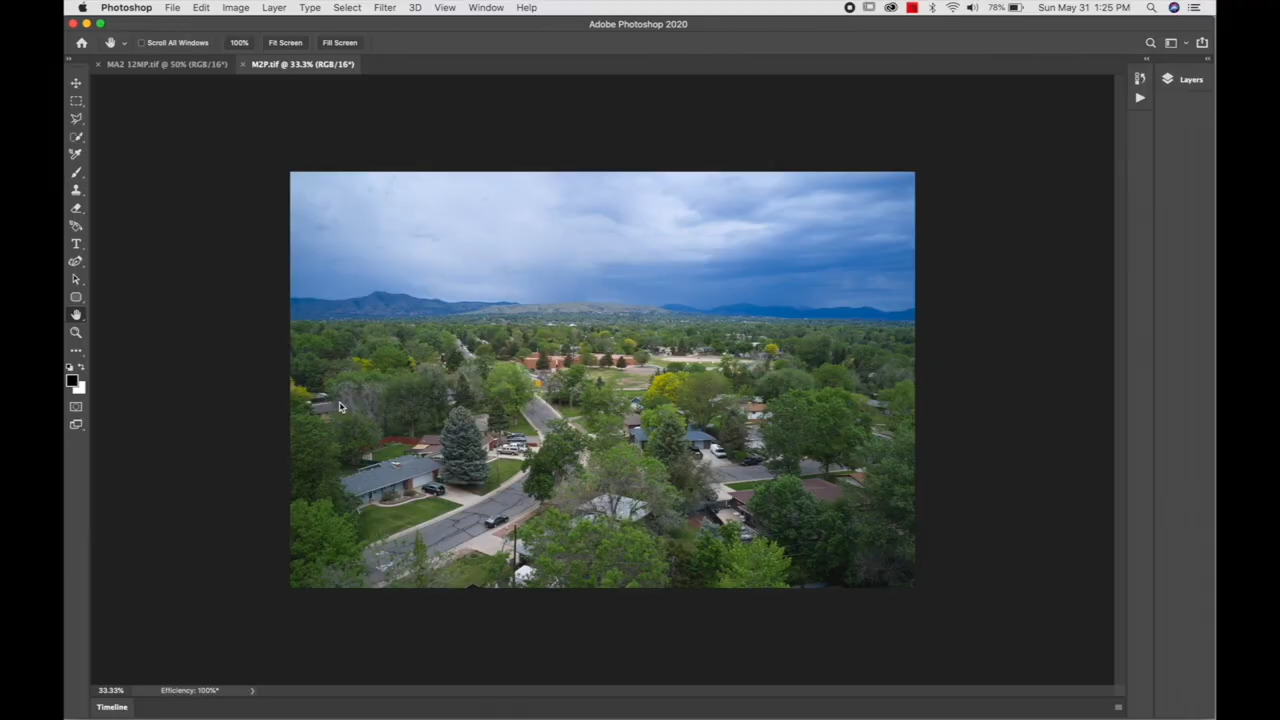 Photoshop File Edit Image Layer Type Select Filter 3D View Window Help 78% Sun May 31 1:25 PM
Adobe Photoshop 2020
Scroll All Windows 100% Fit Screen Fill Screen
MA2 12MP.tif @ 50% (RGB/16*) M2P.tif @ 33.3% (RGB/16*)
Layers
33.33% Efficiency: 100%*
Timeline